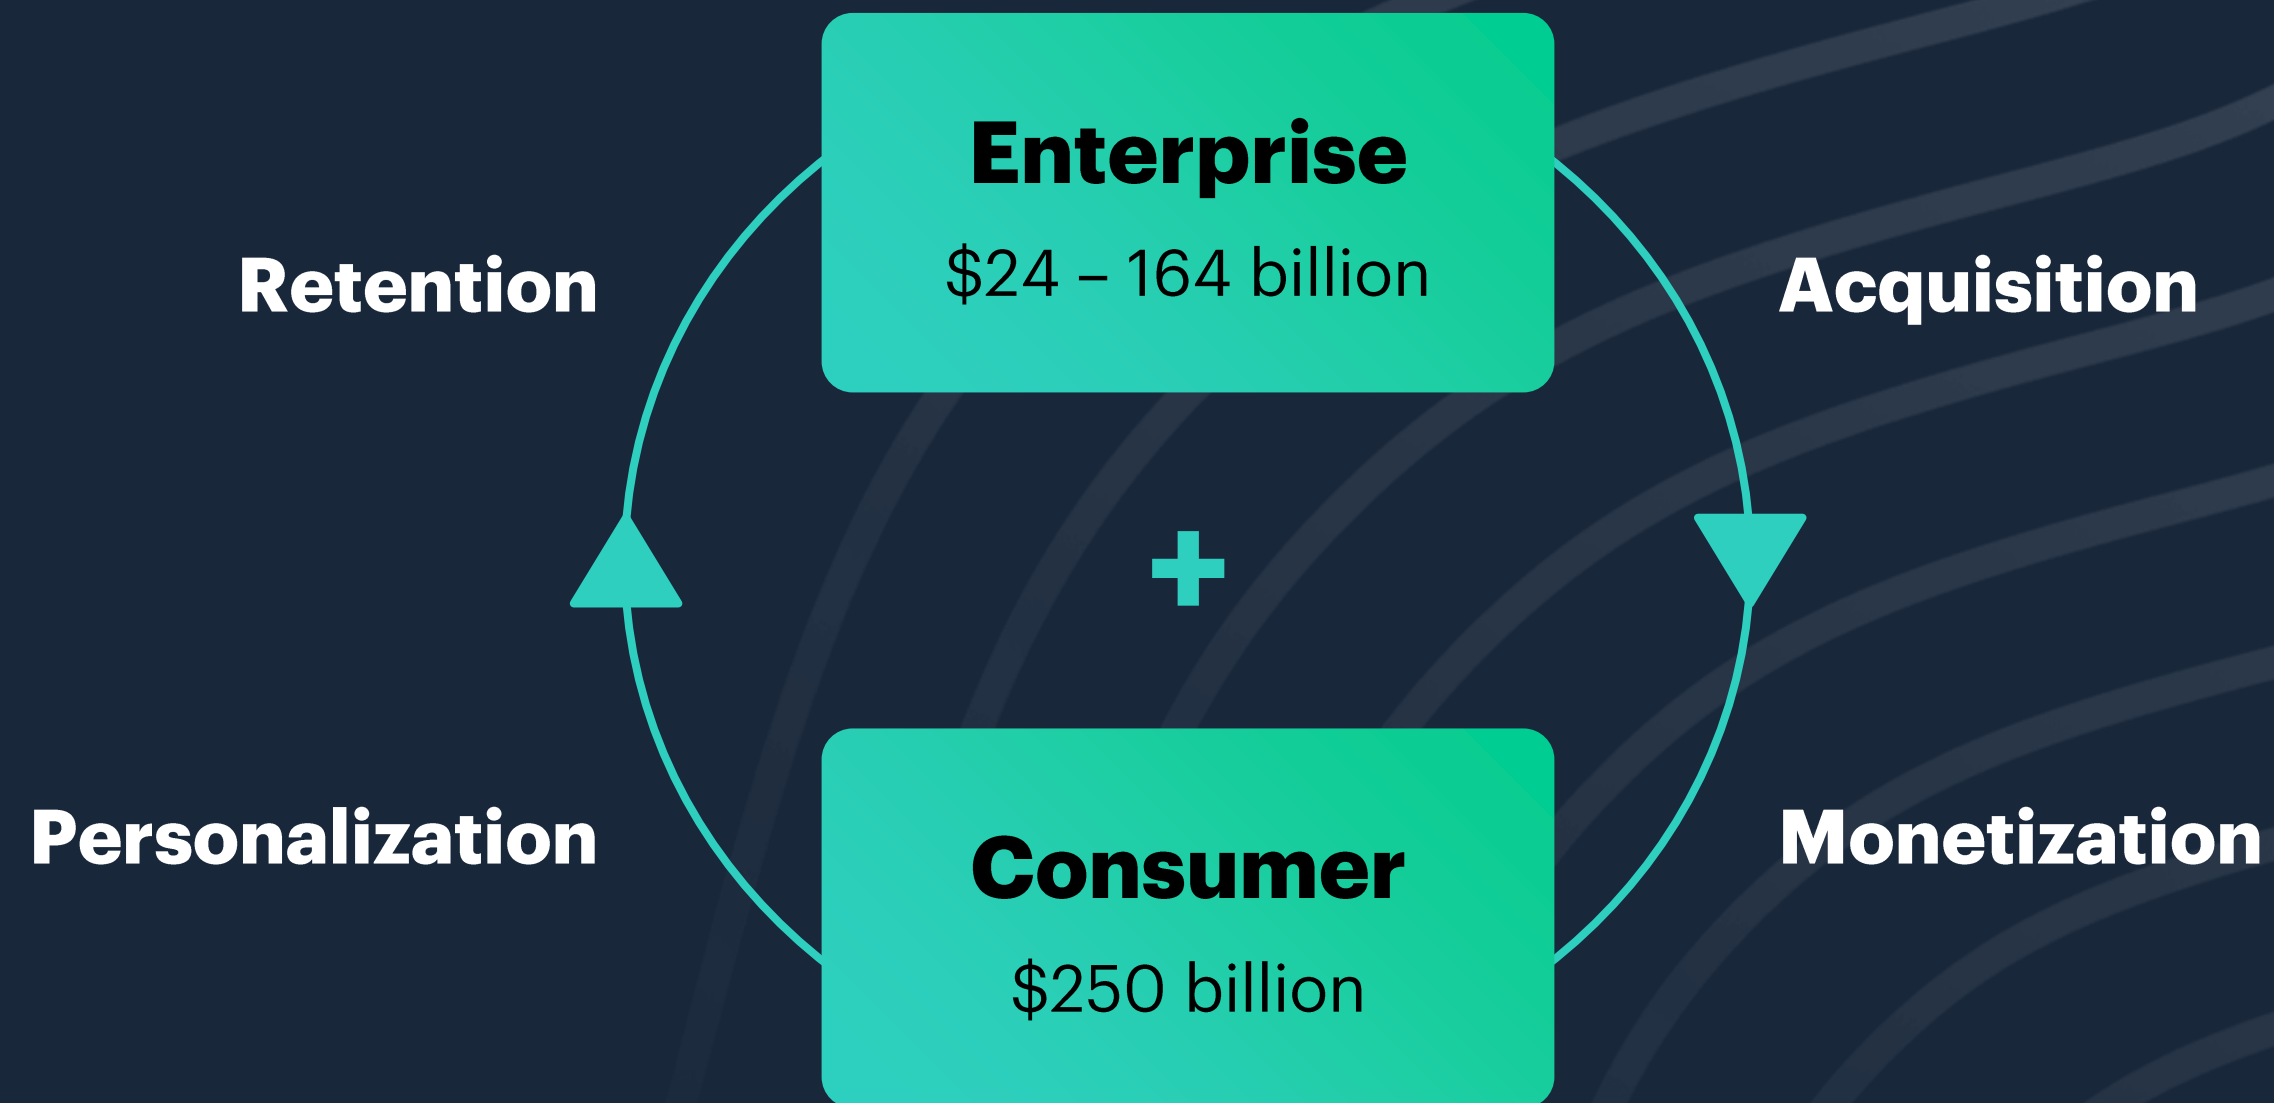 Enterprise
$24 – 164 billion
Retention
Acquisition
+
Personalization
Monetization
Consumer
$250 billion